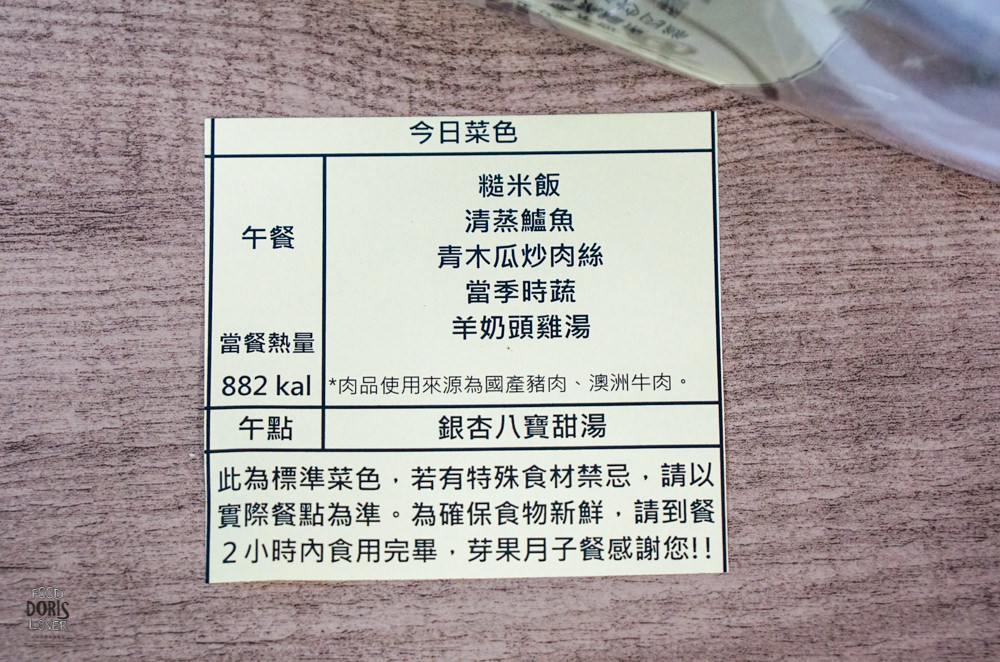 今日菜色
午餐
糙米飯
清蒸鱸魚
青木瓜炒肉絲
當季時蔬
羊奶頭雞湯
當餐熱量
882 kal
*肉品使用來源為國產豬肉、澳洲牛肉。
午點
銀杏八寶甜湯
此為標準菜色,若有特殊食材禁忌,請以
實際餐點為準。為確保食物新鮮,請到餐
2小時內食用完畢,芽果月子餐感謝您!!
FOOD
DORIS
LOVER